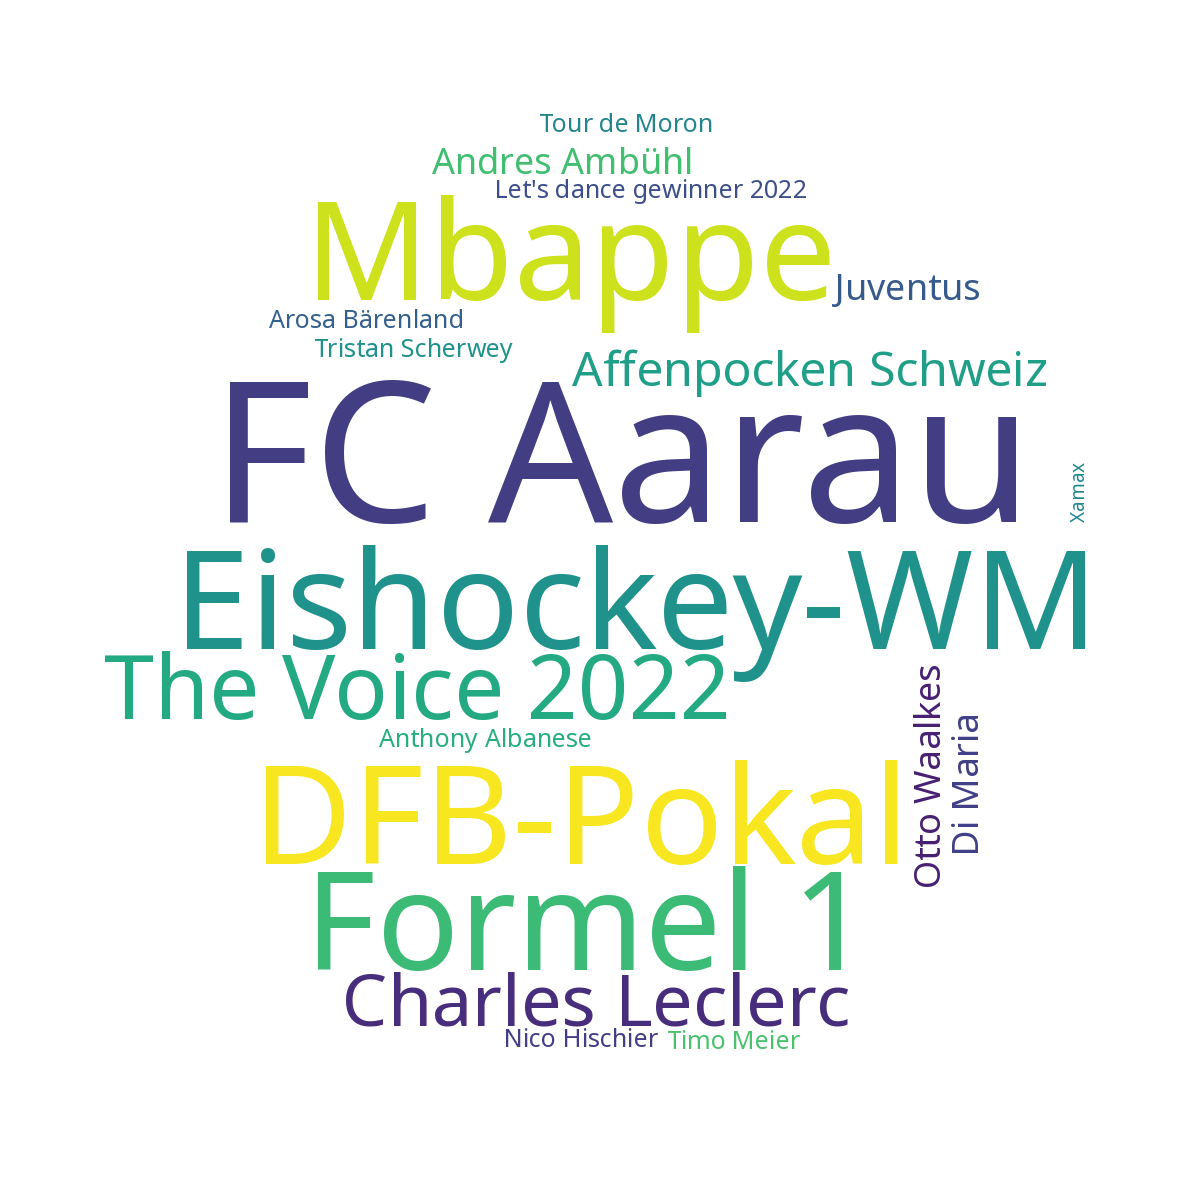 Tour de Moron
Andres Ambühl
Let's dance gewinner 2022
Mbappe
Juventus
Arosa Bärenland
Tristan Scherwey
Affenpocken Schweiz
FC Aarau
Xamax
Eishockey-WM
The Voice 2022
Otto Waalkes
Di Maria
Anthony Albanese
DFB-Pokal
Formel 1
Charles Leclerc
Nico Hischier
Timo Meier